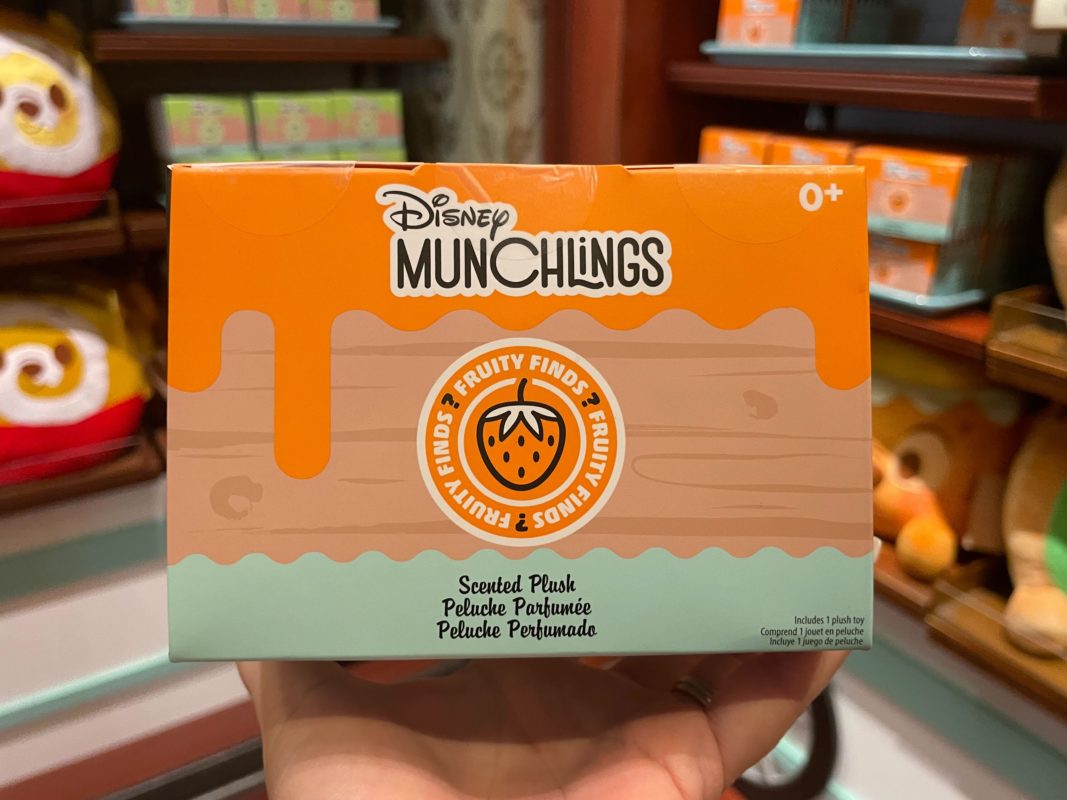 0+
Disney
MUNCHLINGS
FRUITY FINDS ? FRUITY FINDS ? FRUITY FINDS ?
Scented Plush
Peluche Parfumée
Peluche Perfumado
Includes 1 plush toy
Comprend 1 jouet en peluche
Incluye 1 juego de peluche